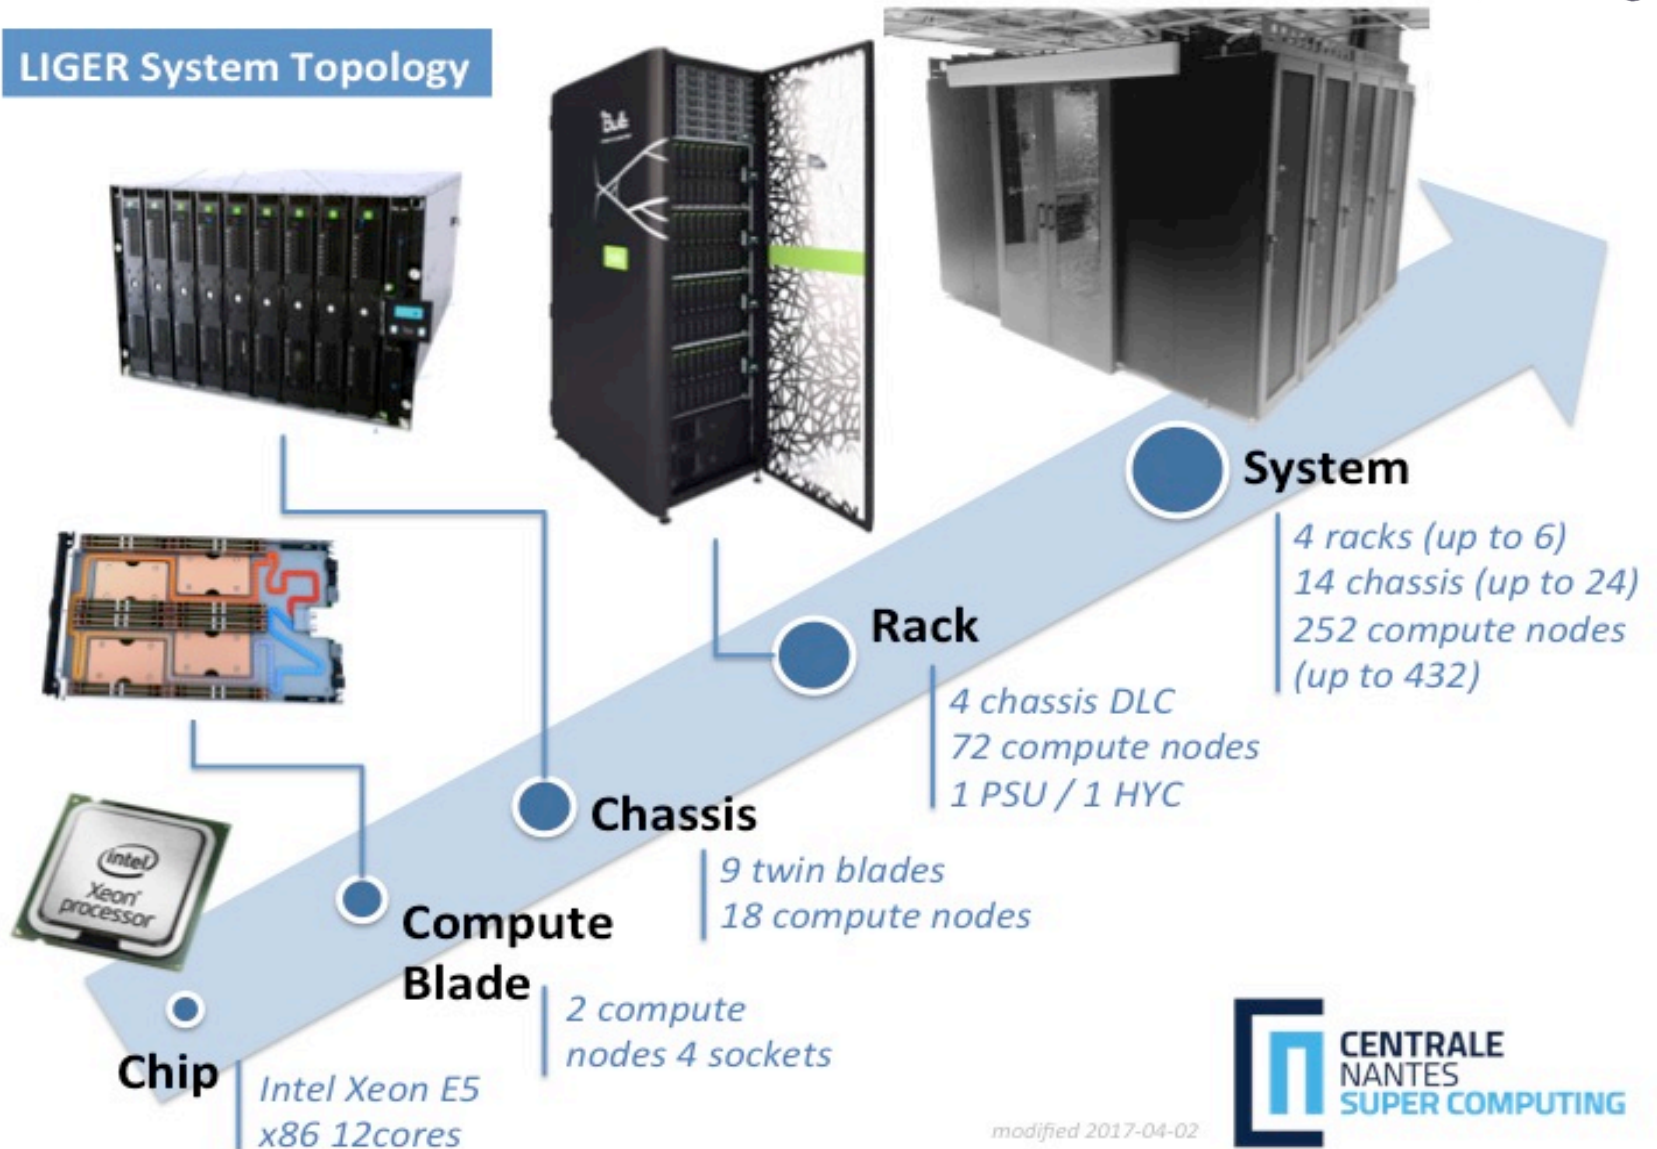 LIGER System Topology
bull
intel
Xeon®
processor
System
4 racks (up to 6)
14 chassis (up to 24)
252 compute nodes
(up to 432)
Rack
4 chassis DLC
72 compute nodes
1 PSU / 1 HYC
Chassis
9 twin blades
18 compute nodes
Compute
Blade
2 compute
nodes 4 sockets
Chip
Intel Xeon E5
x86 12cores
modified 2017-04-02
CENTRALE
NANTES
SUPER COMPUTING